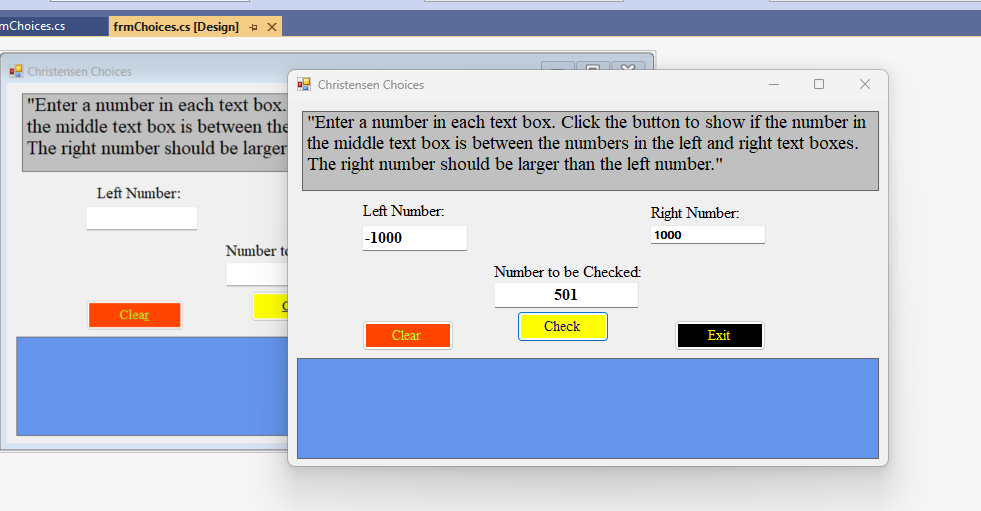 mChoices.cs
frmChoices.cs [Design]
Christensen Choices
"Enter a number in each text box.
the middle text box is between the
The right number should be larger
Left Number:
Number to
Clear
C
Christensen Choices
"Enter a number in each text box. Click the button to show if the number in
the middle text box is between the numbers in the left and right text boxes.
The right number should be larger than the left number."
Left Number:
Right Number:
-1000
1000
Number to be Checked:
501
Clear
Check
Exit